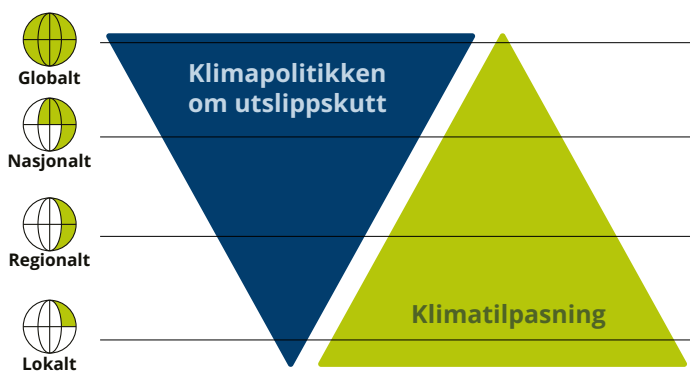 Globalt
Klimapolitikken
om utslippskutt
Nasjonalt
Regionalt
Klimatilpasning
Lokalt